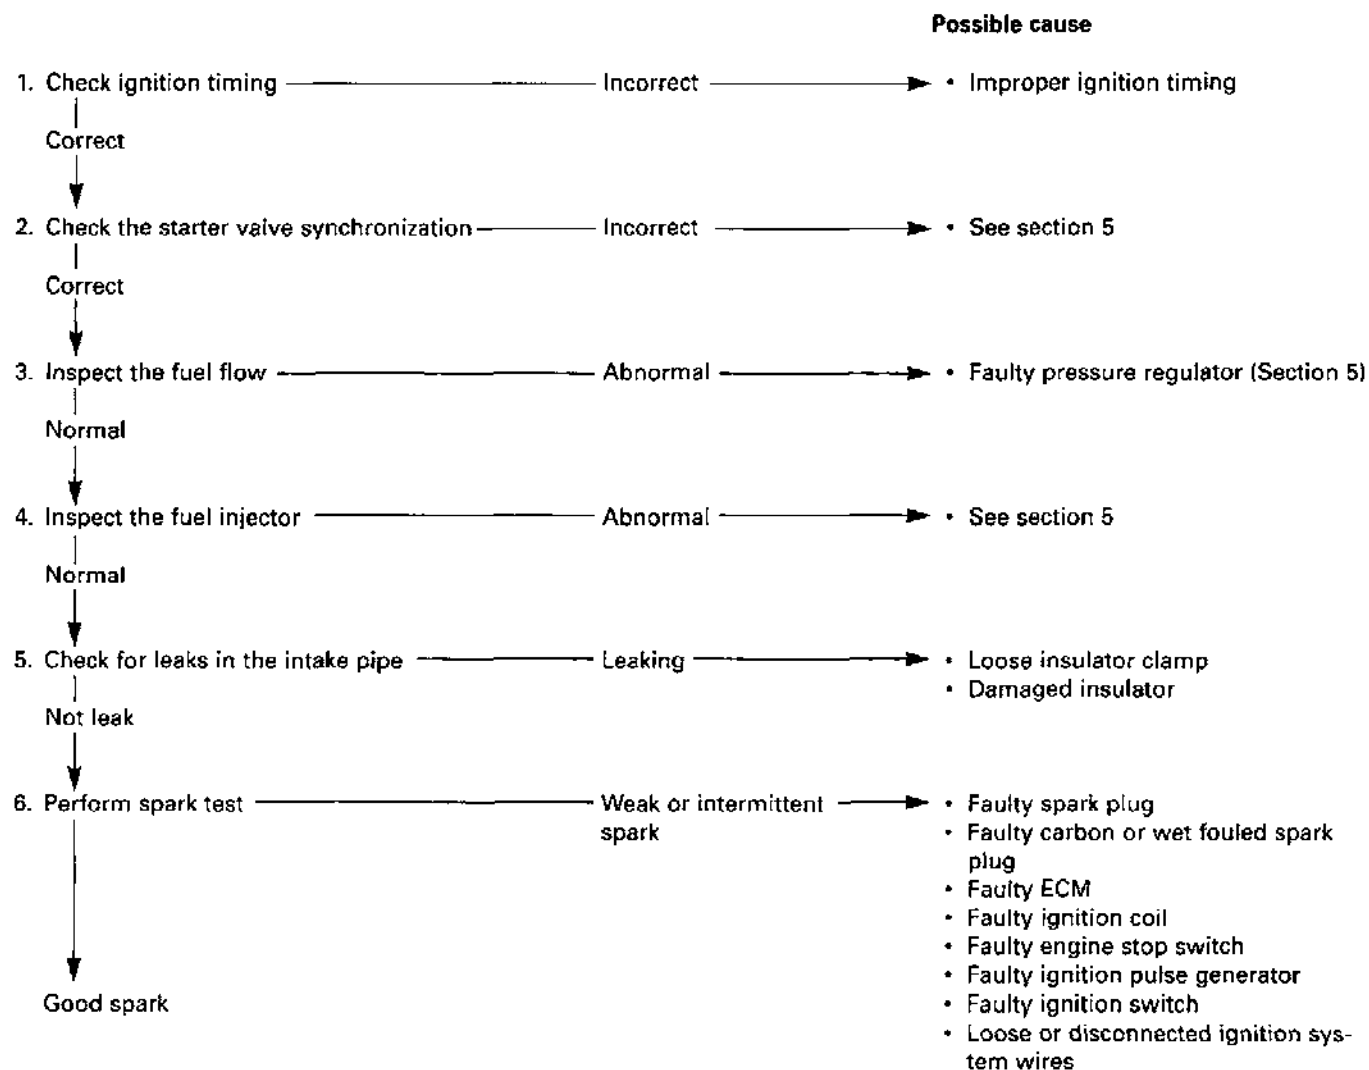 Possible cause
1. Check ignition timing Incorrect • Improper ignition timing
Correct
2. Check the starter valve synchronization Incorrect • See section 5
Correct
3. Inspect the fuel flow Abnormal • Faulty pressure regulator (Section 5)
Normal
4. Inspect the fuel injector Abnormal • See section 5
Normal
5. Check for leaks in the intake pipe Leaking • Loose insulator clamp
• Damaged insulator
Not leak
6. Perform spark test Weak or intermittent • Faulty spark plug
spark • Faulty carbon or wet fouled spark
plug
• Faulty ECM
• Faulty ignition coil
• Faulty engine stop switch
• Faulty ignition pulse generator
Good spark • Faulty ignition switch
• Loose or disconnected ignition sys-
tem wires